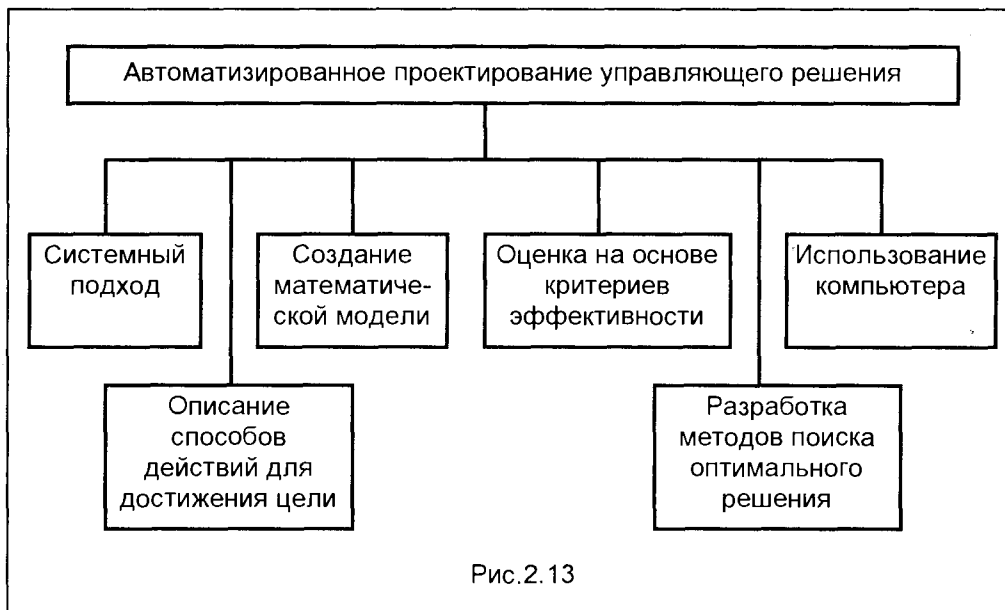 Автоматизированное проектирование управляющего решения
Системный
подход
Создание
математиче-
ской модели
Оценка на основе
критериев
эффективности
Использование
компьютера
Описание
способов
действий для
достижения цели
Разработка
методов поиска
оптимального
решения
Рис.2.13